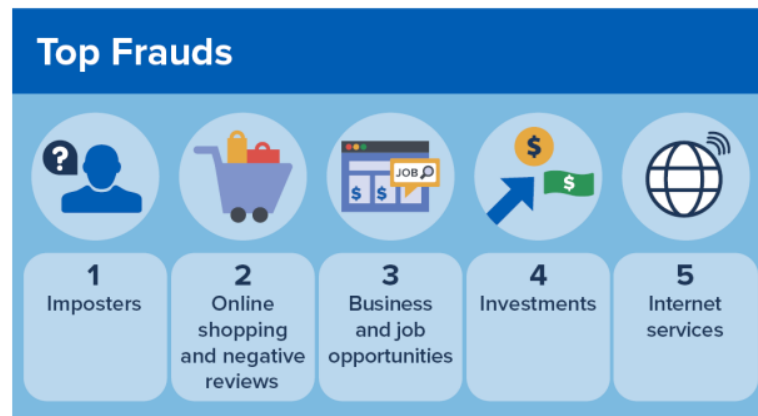 Top Frauds
?
JOB
$ $
$
$
1
Imposters
2
Online
shopping
and negative
reviews
3
Business
and job
opportunities
4
Investments
5
Internet
services